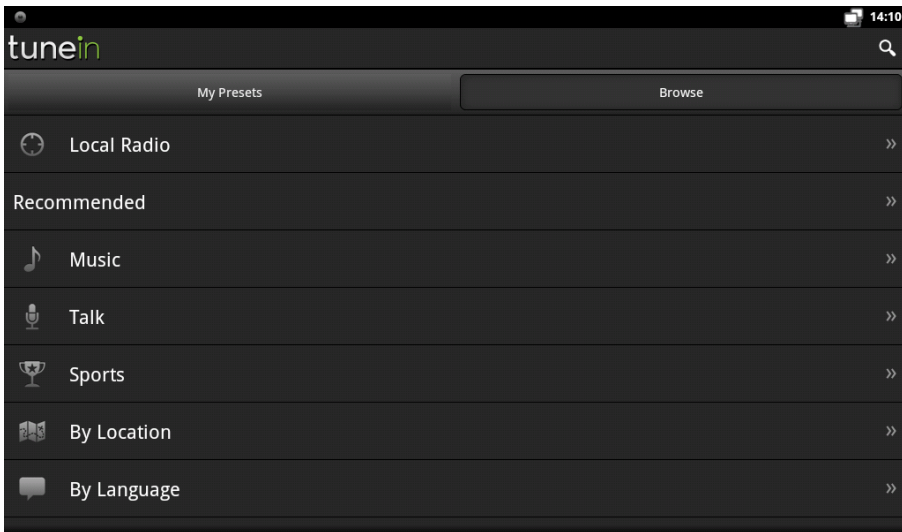 14:10
tunein
My Presets
Browse
Local Radio
Recommended
Music
Talk
Sports
By Location
By Language